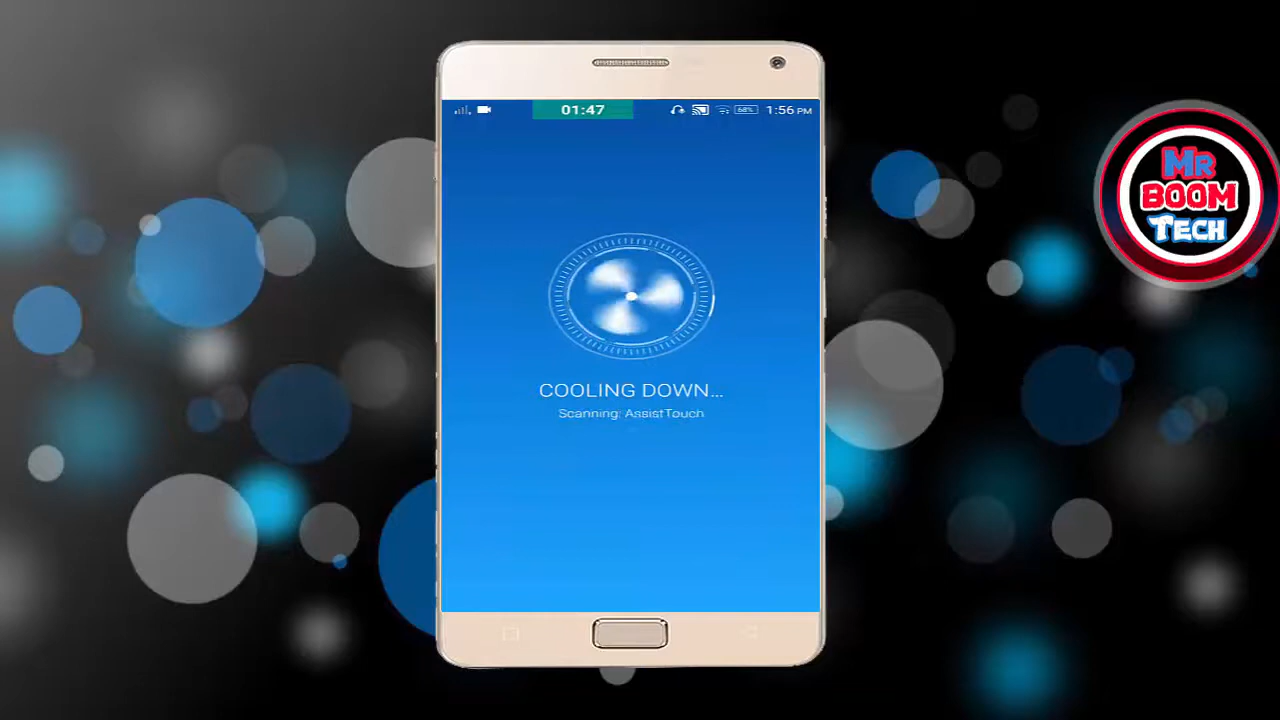 01:47
68%
1:56 PM
MR
BOOM
TECH
COOLING DOWN...
Scanning: AssistTouch